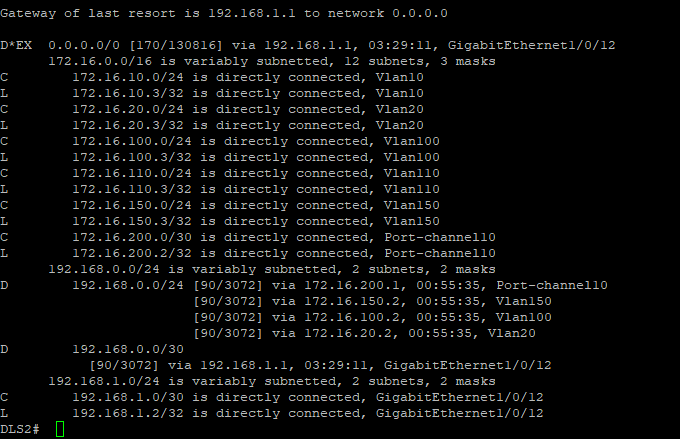 Gateway of last resort is 192.168.1.1 to network 0.0.0.0
D*EX  0.0.0.0/0 [170/130816] via 192.168.1.1, 03:29:11, GigabitEthernet1/0/12
      172.16.0.0/16 is variably subnetted, 12 subnets, 3 masks
C        172.16.10.0/24 is directly connected, Vlan10
L        172.16.10.3/32 is directly connected, Vlan10
C        172.16.20.0/24 is directly connected, Vlan20
L        172.16.20.3/32 is directly connected, Vlan20
C        172.16.100.0/24 is directly connected, Vlan100
L        172.16.100.3/32 is directly connected, Vlan100
C        172.16.110.0/24 is directly connected, Vlan110
L        172.16.110.3/32 is directly connected, Vlan110
C        172.16.150.0/24 is directly connected, Vlan150
L        172.16.150.3/32 is directly connected, Vlan150
C        172.16.200.0/30 is directly connected, Port-channel10
L        172.16.200.2/32 is directly connected, Port-channel10
      192.168.0.0/24 is variably subnetted, 2 subnets, 2 masks
D        192.168.0.0/24 [90/3072] via 172.16.200.1, 00:55:35, Port-channel10
                        [90/3072] via 172.16.150.2, 00:55:35, Vlan150
                        [90/3072] via 172.16.100.2, 00:55:35, Vlan100
                        [90/3072] via 172.16.20.2, 00:55:35, Vlan20
D        192.168.0.0/30
           [90/3072] via 192.168.1.1, 03:29:11, GigabitEthernet1/0/12
      192.168.1.0/24 is variably subnetted, 2 subnets, 2 masks
C        192.168.1.0/30 is directly connected, GigabitEthernet1/0/12
L        192.168.1.2/32 is directly connected, GigabitEthernet1/0/12
DLS2#